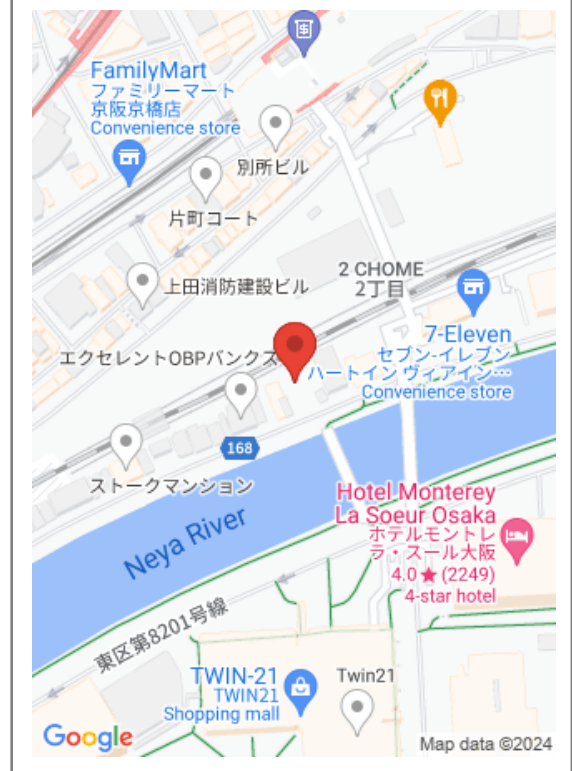 FamilyMart
ファミリーマート
京阪京橋店
Convenience store
別所ビル
片町コート
2 CHOME
2丁目
上田消防建設ビル
7-Eleven
セブン-イレブン
ハートイン ヴィアイン…
Convenience store
エクセレントOBPバンクス
168
ストークマンション
Hotel Monterey
La Soeur Osaka
ホテルモントレ
ラ・スール大阪
4.0★(2249)
4-star hotel
Neya River
東区第8201号線
TWIN-21
TWIN21
Shopping mall
Twin21
Google
Map data ©2024